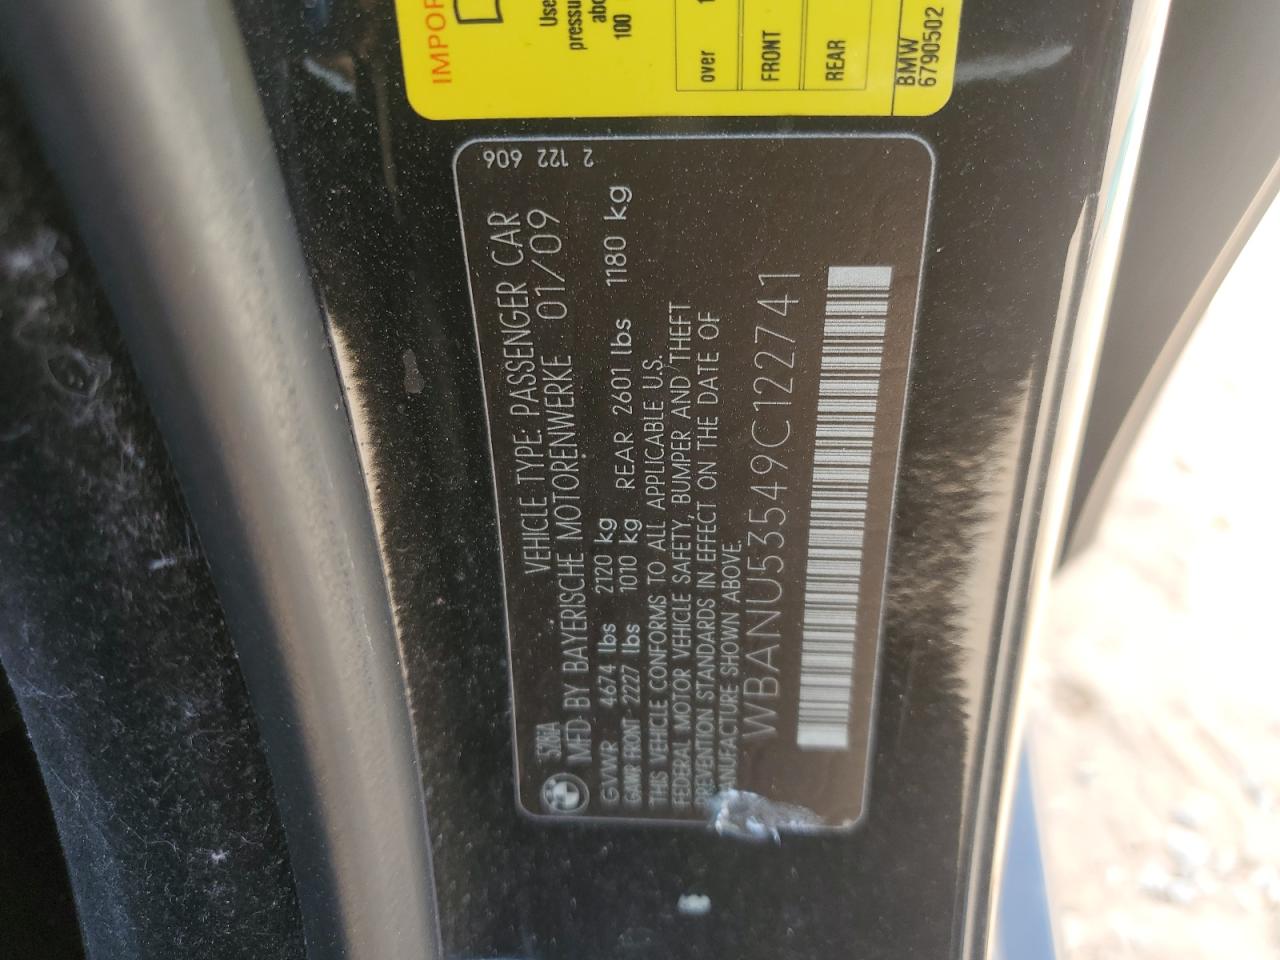 IMPOR
Use
pressu
abo
100
over 1
FRONT
REAR
BMW
6790502
2 122 606
VEHICLE TYPE: PASSENGER CAR
MFD BY BAYERISCHE MOTORENWERKE 01/09
GVWR 4674 lbs 2120 kg
GAWR FRONT 2227 lbs 1010 kg REAR 2601 lbs 1180 kg
THIS VEHICLE CONFORMS TO ALL APPLICABLE U.S.
FEDERAL MOTOR VEHICLE SAFETY, BUMPER AND THEFT
PREVENTION STANDARDS IN EFFECT ON THE DATE OF
MANUFACTURE SHOWN ABOVE.
WBANU53549C122741